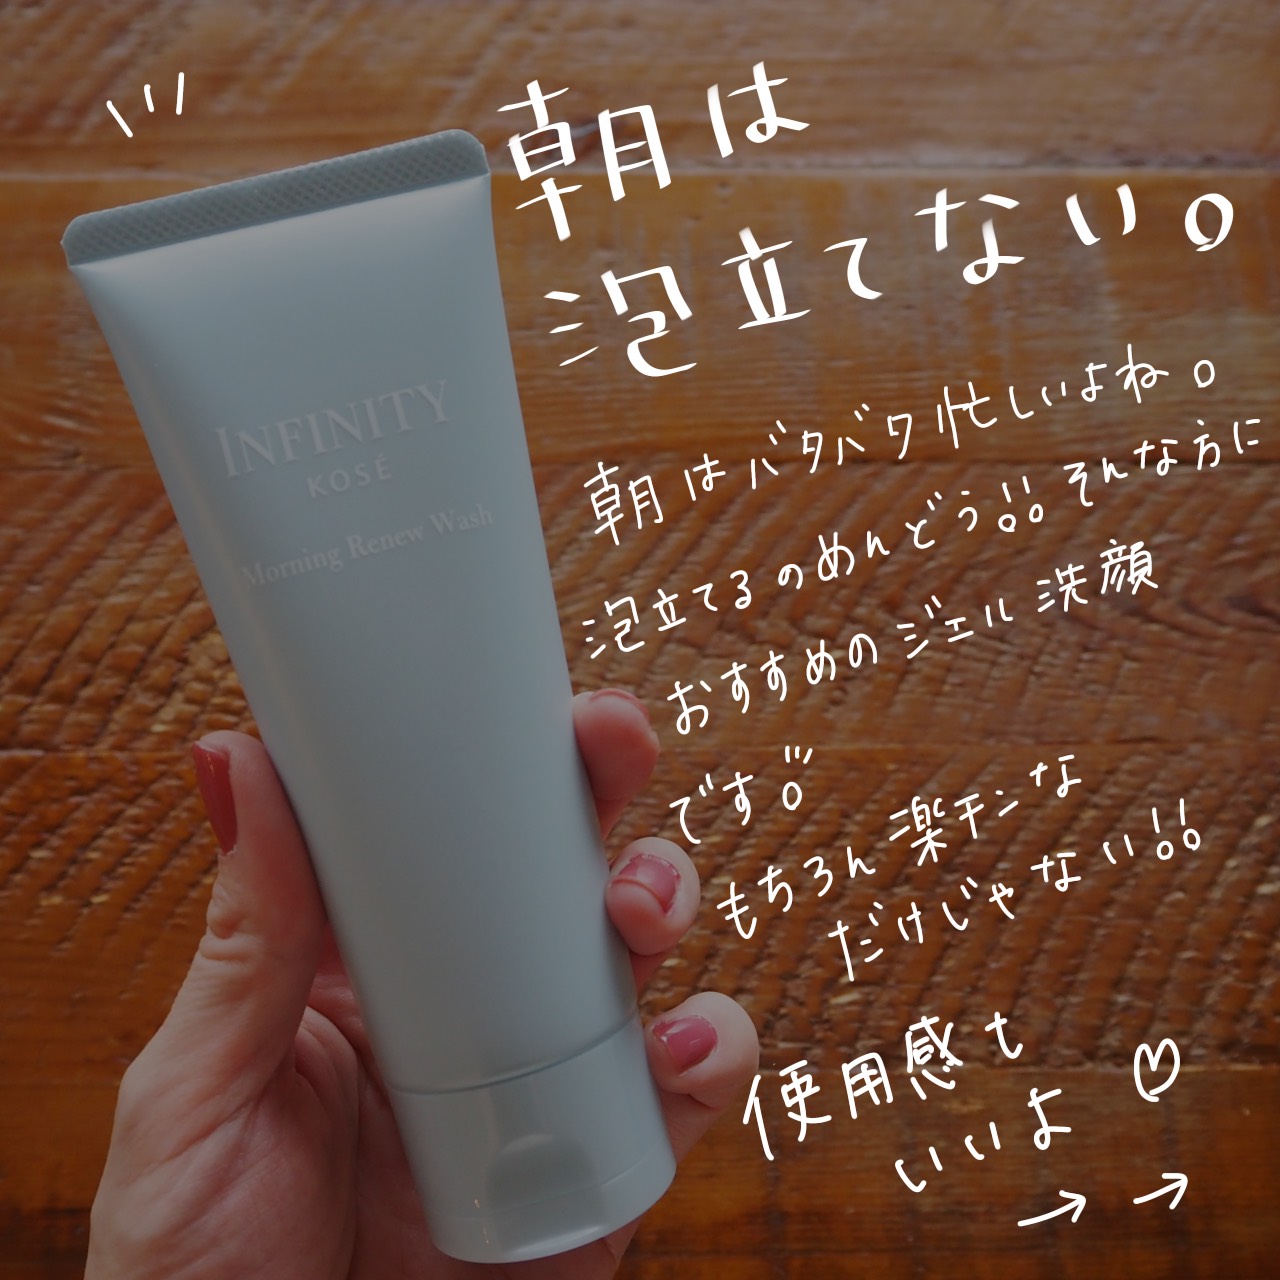 朝は
泡立てない。
INFINITY
KOSÉ
Morning Renew Wash
朝はバタバタ忙しいよね。
泡立てるのめんどう!! そんな方に
おすすめのジェル洗顔
です!
もちろん楽チンな
だけじゃない!!
使用感も
いいよ♡
→→